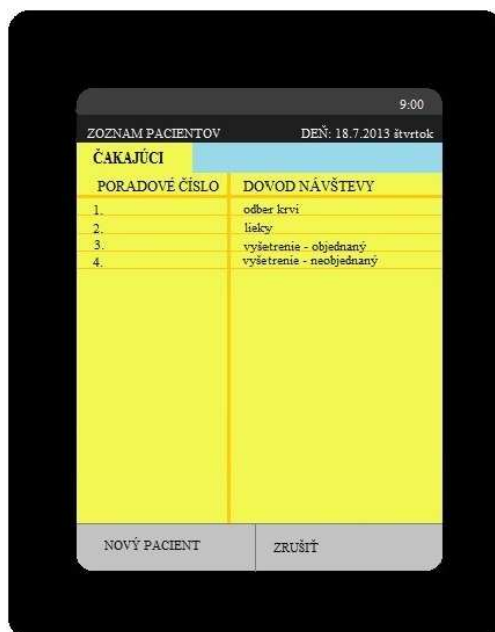 9:00
ZOZNAM PACIENTOV DEŇ: 18.7.2013 štvrtok
ČAKAJÚCI
PORADOVÉ ČÍSLO DOVOD NÁVŠTEVY
1. odber krvi
2. lieky
3. vyšetrenie - objednaný
4. vyšetrenie - neobjednaný
NOVÝ PACIENT ZRUŠIŤ